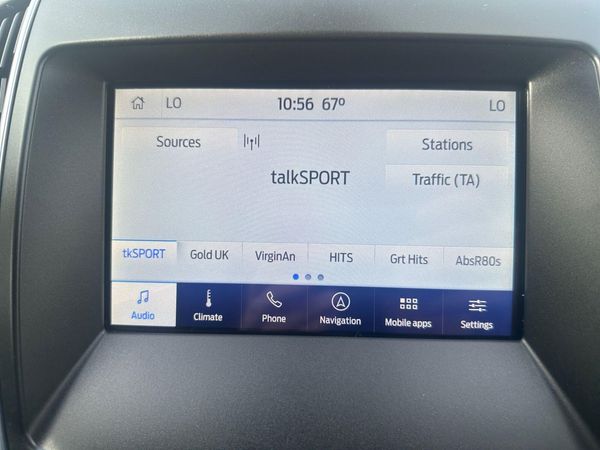 LO 10:56 67º LO
Sources Stations
talkSPORT Traffic (TA)
tkSPORT Gold UK VirginAn HITS Grt Hits AbsR80s
Audio Climate Phone Navigation Mobile apps Settings